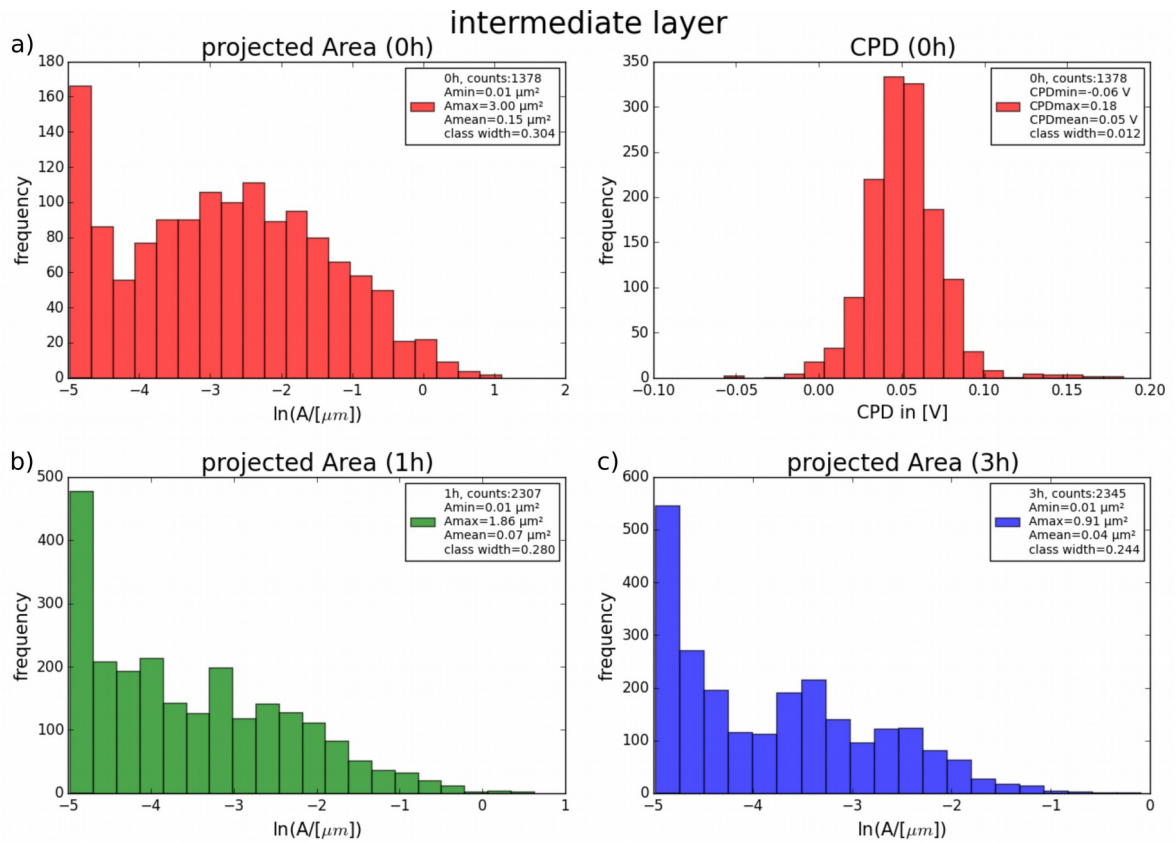 intermediate layer
a)
projected Area (0h)
180
160
140
120
100
80
60
40
20
0
frequency
0h, counts:1378
Amin=0.01 µm²
Amax=3.00 µm²
Amean=0.15 µm²
class width=0.304
−5 −4 −3 −2 −1 0 1 2
ln(A/[µm])
CPD (0h)
350
300
250
200
150
100
50
0
frequency
0h, counts:1378
CPDmin=-0.06 V
CPDmax=0.18
CPDmean=0.05 V
class width=0.012
−0.10 −0.05 0.00 0.05 0.10 0.15 0.20
CPD in [V]
b)
projected Area (1h)
500
400
300
200
100
0
frequency
1h, counts:2307
Amin=0.01 µm²
Amax=1.86 µm²
Amean=0.07 µm²
class width=0.280
−5 −4 −3 −2 −1 0 1
ln(A/[µm])
c)
projected Area (3h)
600
500
400
300
200
100
0
frequency
3h, counts:2345
Amin=0.01 µm²
Amax=0.91 µm²
Amean=0.04 µm²
class width=0.244
−5 −4 −3 −2 −1 0
ln(A/[µm])